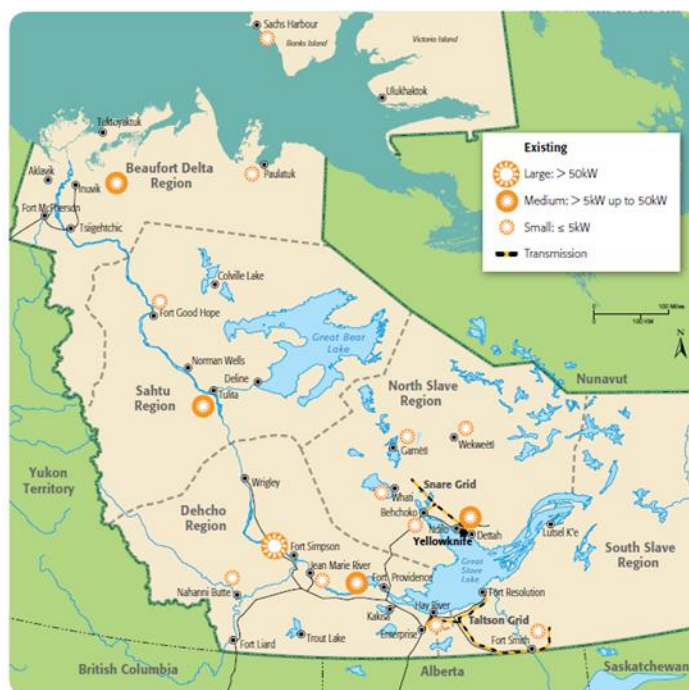 Sachs Harbour
Banks Island
Victoria Island
Ulukhaktok
Tuktoyaktuk
Aklavik
Beaufort Delta
Region
Paulatuk
Inuvik
Fort McPherson
Tsiigehtchic
Existing
Large: > 50kW
Medium: > 5kW up to 50kW
Small: ≤ 5kW
Transmission
100 Miles
100 KM
N
Colville Lake
Fort Good Hope
Great Bear
Lake
Norman Wells
Deline
Tulita
Sahtu
Region
North Slave
Region
Nunavut
Gamètì
Wekweètì
Yukon
Territory
Wrigley
Snare Grid
Whatì
Behchoko
Ndilo
Dettah
Yellowknife
Lutsel K'e
Dehcho
Region
Fort Simpson
Jean Marie River
Fort Providence
Great
Slave
Lake
South Slave
Region
Nahanni Butte
Fort Resolution
Kakisa
Hay River
Taltson Grid
Enterprise
Fort Smith
Fort Liard
Trout Lake
British Columbia
Alberta
Saskatchewan